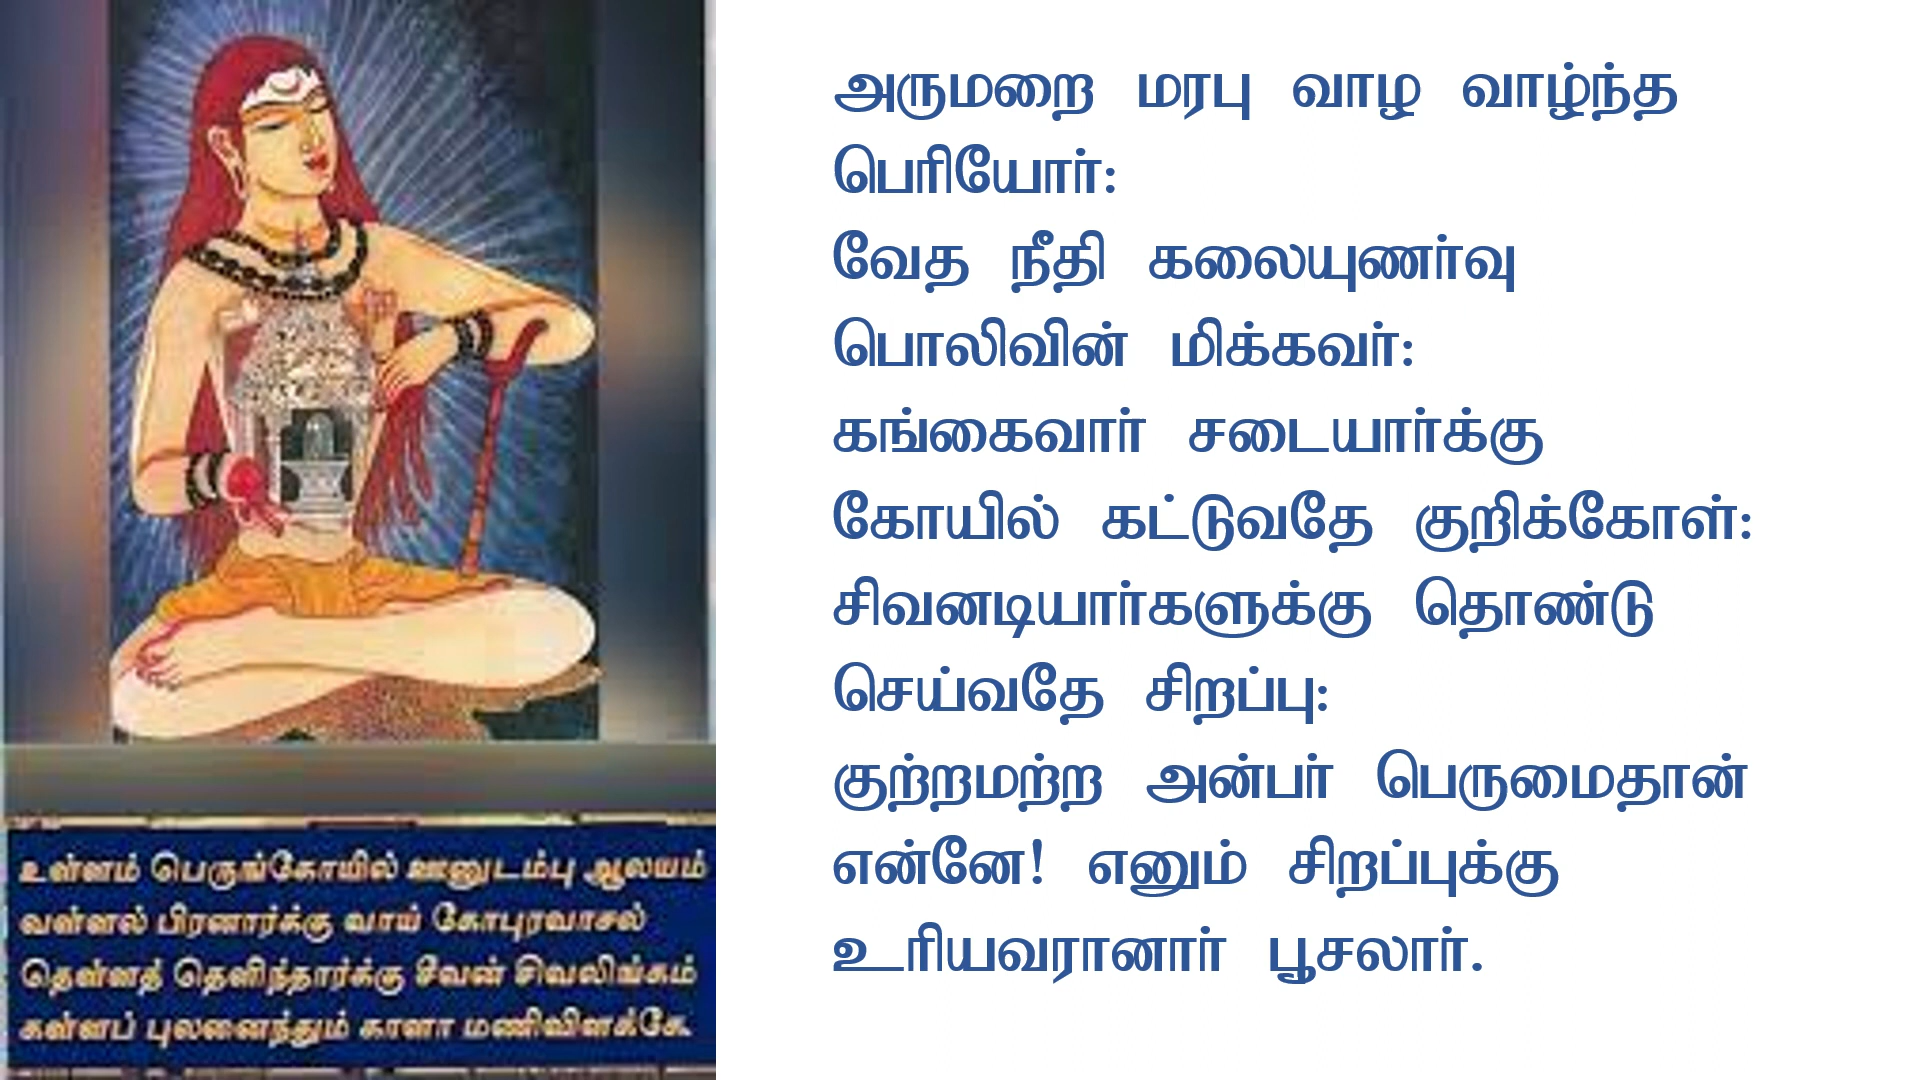 அருமறை மரபு வாழ வாழ்ந்த
பெரியோர்:
வேத நீதி கலையுணர்வு
பொலிவின் மிக்கவர்:
கங்கைவார் சடையார்க்கு
கோயில் கட்டுவதே குறிக்கோள்:
சிவனடியார்களுக்கு தொண்டு
செய்வதே சிறப்பு:
குற்றமற்ற அன்பர் பெருமைதான்
என்னே! எனும் சிறப்புக்கு
உரியவரானார் பூசலார்.
உள்ளம் பெருங்கோயில் ஊனுடம்பு ஆலயம்
வள்ளல் பிரனார்க்கு வாய் கோபுரவாசல்
தெள்ளத் தெளிந்தார்க்கு சீவன் சிவலிங்கம்
கள்ளப் புலனைந்தும் காளா மணிவிளக்கே.